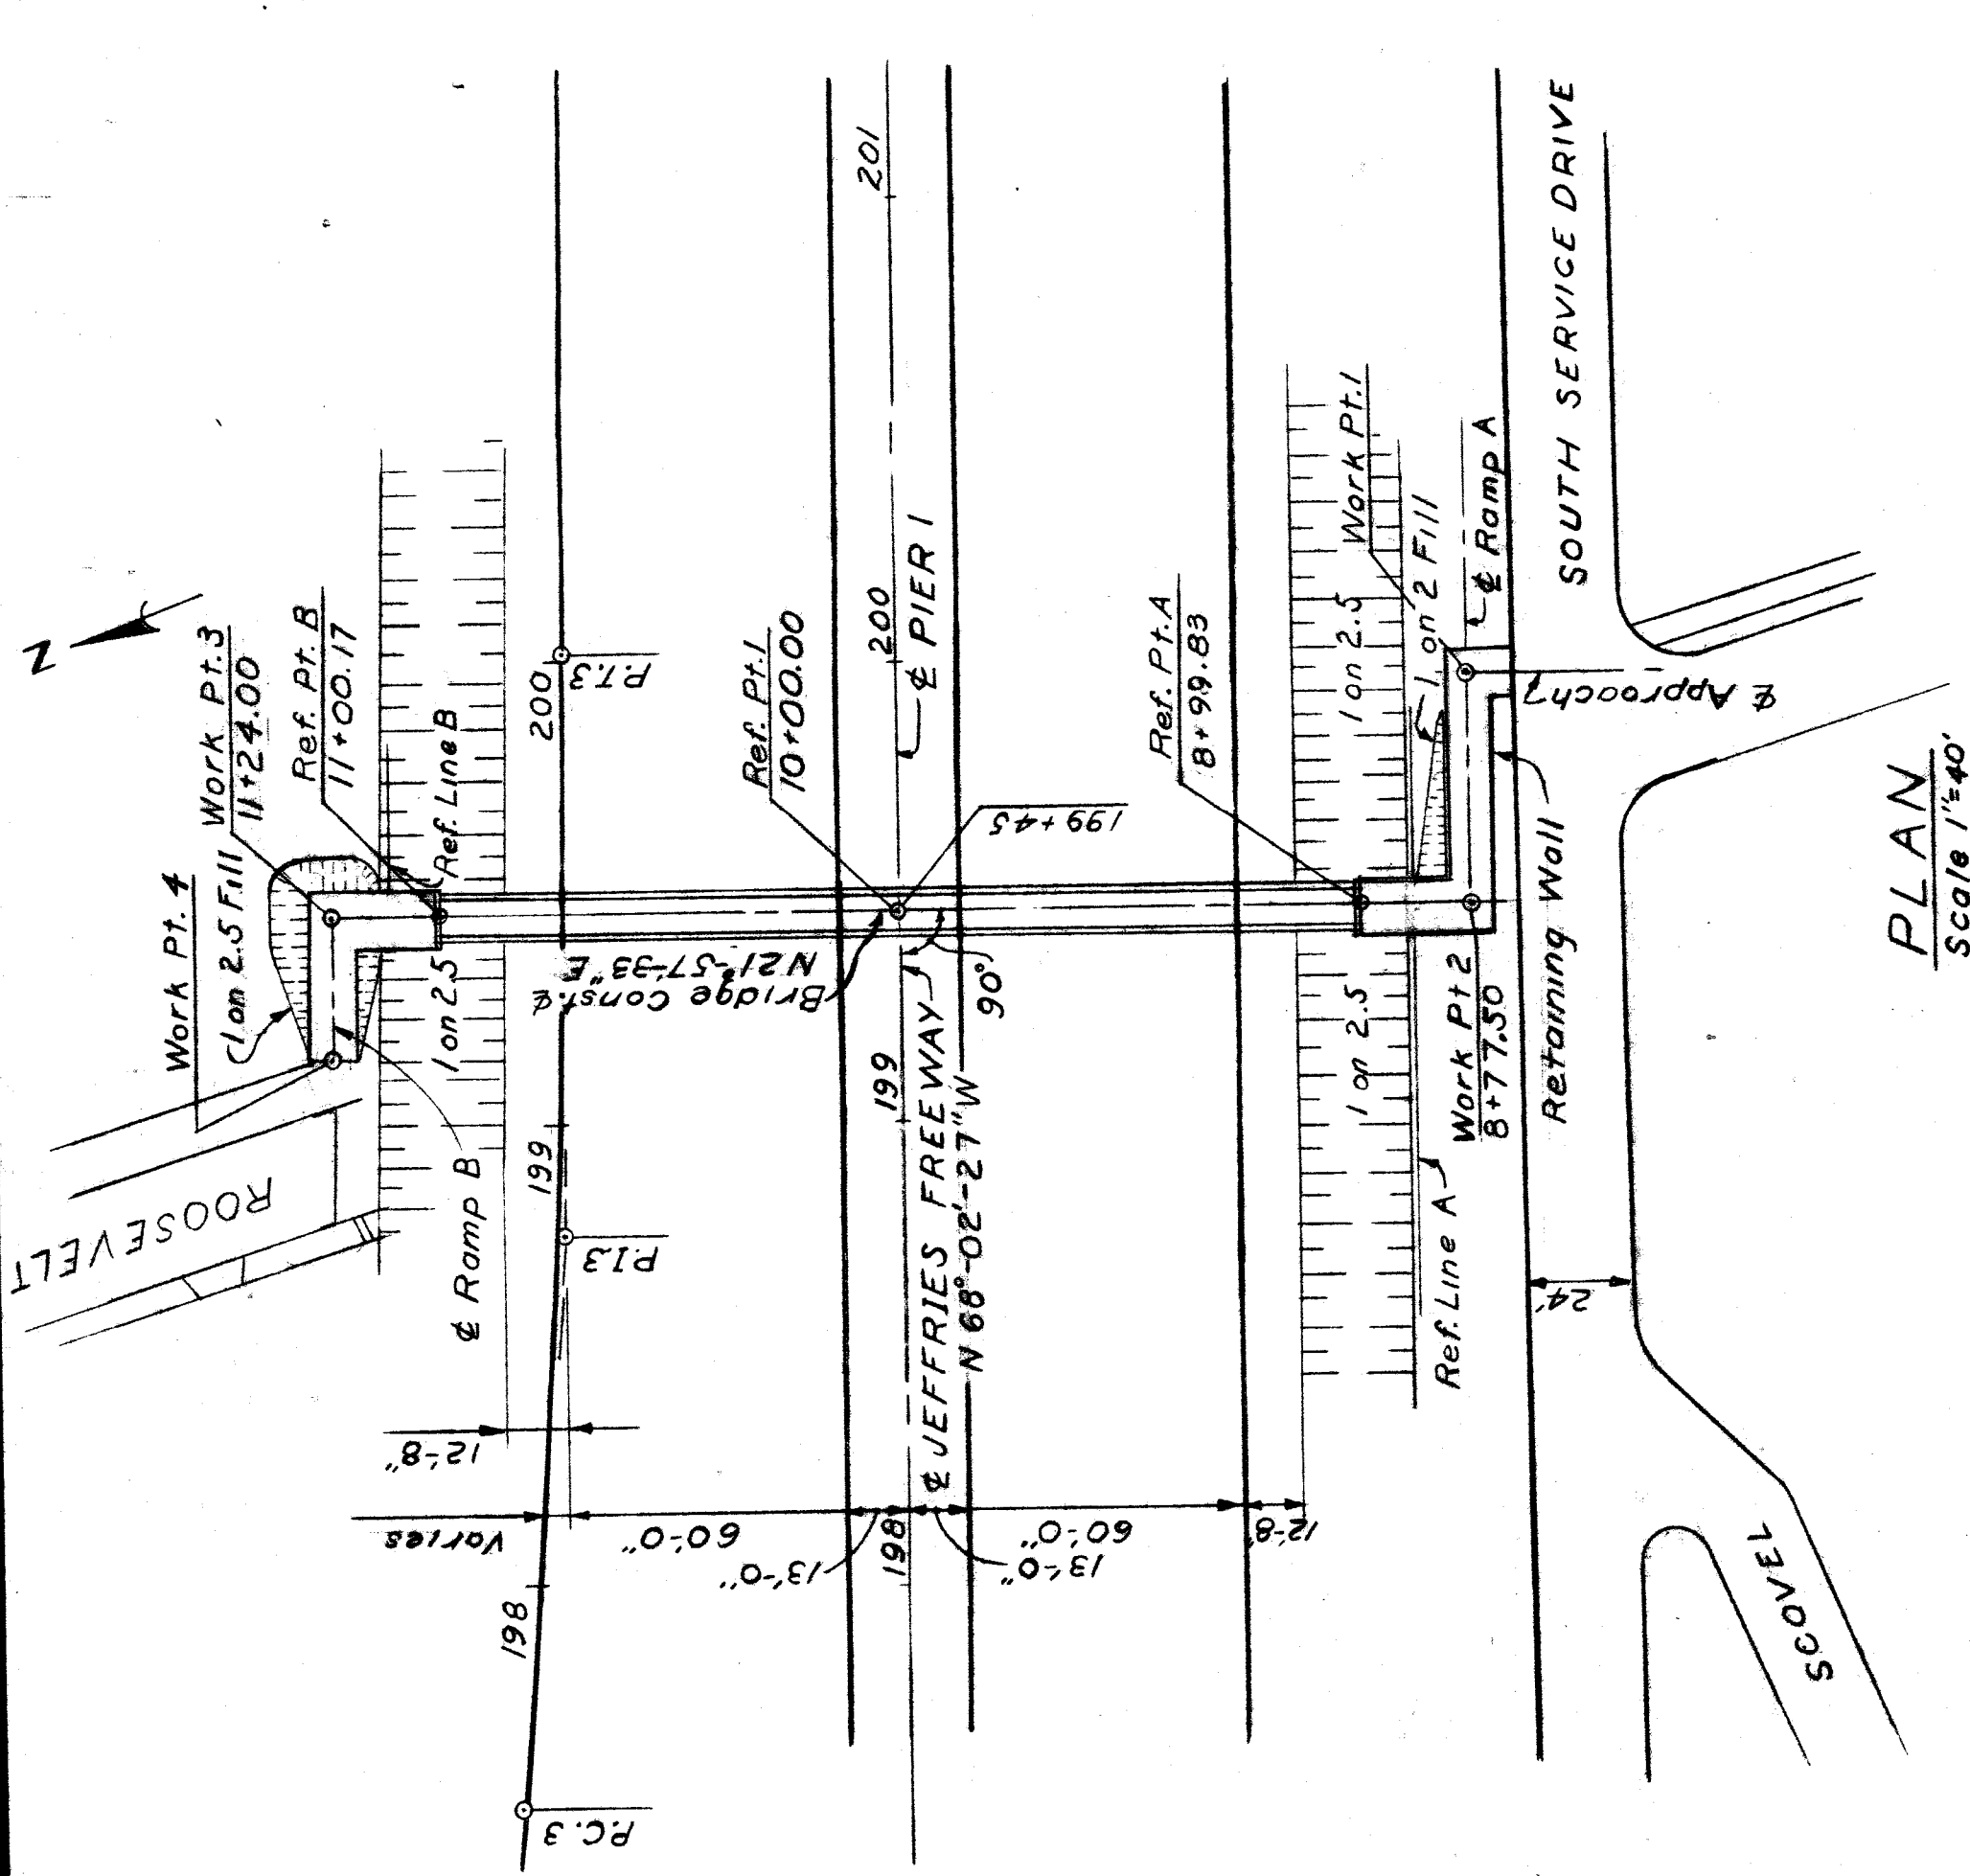 N
Work Pt. 4
1 on 2.5 Fill
Work Pt. 3
11+24.00
Ref. Pt. B
11+00.17
Ref. Line B
ROOSEVELT
1 on 2.5
℄ Ramp B
198
199
200
P.C. 3
P.I.3
P.T.3
12'-8"
Varies
60'-0"
13'-0"
13'-0"
60'-0"
12'-8"
Bridge Const. ℄
N21°-57'-33"E
Ref. Pt. 1
10+00.00
199+45
90°
198
199
200
201
℄ PIER 1
℄ JEFFRIES FREEWAY
N 68°-02'-27" W
Ref. Pt. A
8+99.83
1 on 2.5
1 on 2.5
Work Pt. 1
1 on 2 Fill
℄ Ramp A
Work Pt 2
8+77.50
Ref. Line A
Retaining Wall
℄ Approach
24'
SOUTH SERVICE DRIVE
SCOVEL
PLAN
Scale 1"=40'